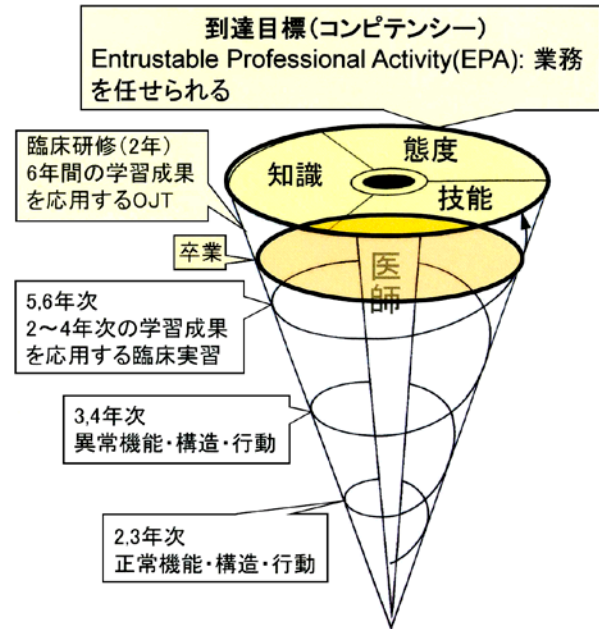 到達目標(コンピテンシー)
Entrustable Professional Activity(EPA): 業務
を任せられる
臨床研修(2年)
6年間の学習成果
を応用するOJT
知識
態度
技能
卒業
医
師
5,6年次
2〜4年次の学習成果
を応用する臨床実習
3,4年次
異常機能・構造・行動
2,3年次
正常機能・構造・行動